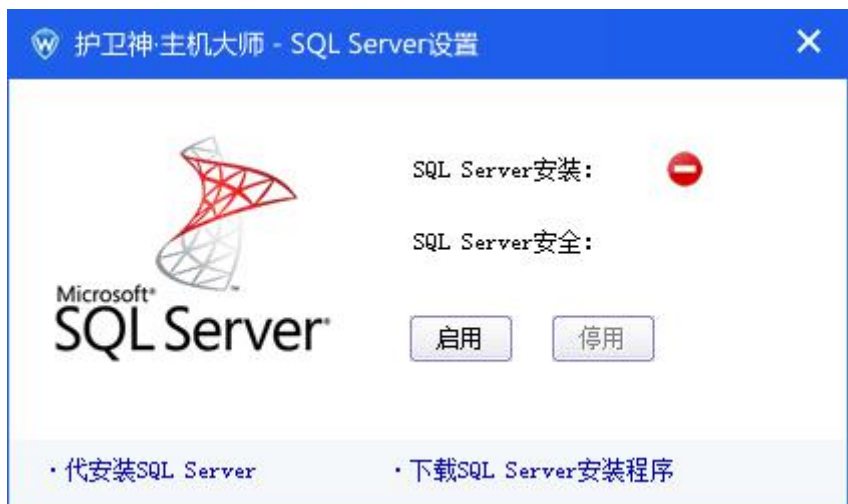 护卫神·主机大师 - SQL Server设置
SQL Server安装：
SQL Server安全：
Microsoft®
SQL Server®
启用 停用
·代安装SQL Server ·下载SQL Server安装程序